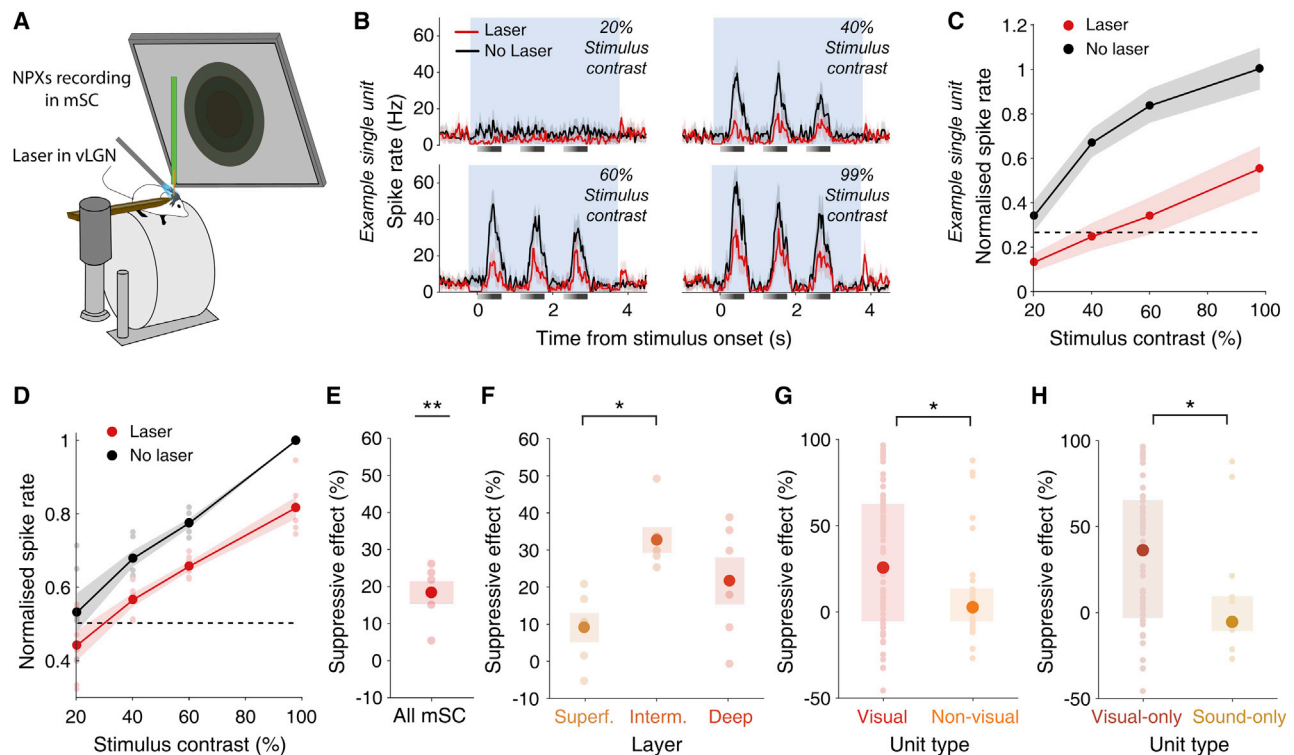 A
NPXs recording
in mSC
Laser in vLGN
B
Laser
No Laser
20%
Stimulus
contrast
40%
Stimulus
contrast
60%
Stimulus
contrast
99%
Stimulus
contrast
Example single unit
Spike rate (Hz)
60
40
20
0
60
40
20
0
0 2 4
0 2 4
Time from stimulus onset (s)
C
Laser
No laser
Example single unit
Normalised spike rate
1.2
1
0.8
0.6
0.4
0.2
0
20 40 60 80 100
Stimulus contrast (%)
D
Laser
No laser
Normalised spike rate
1
0.8
0.6
0.4
20 40 60 80 100
Stimulus contrast (%)
E
**
Suppressive effect (%)
60
50
40
30
20
10
0
-10
All mSC
F
*
Suppressive effect (%)
60
50
40
30
20
10
0
-10
Superf. Interm. Deep
Layer
G
*
Suppressive effect (%)
100
50
0
-50
Visual Non-visual
Unit type
H
*
Suppressive effect (%)
100
50
0
-50
Visual-only Sound-only
Unit type